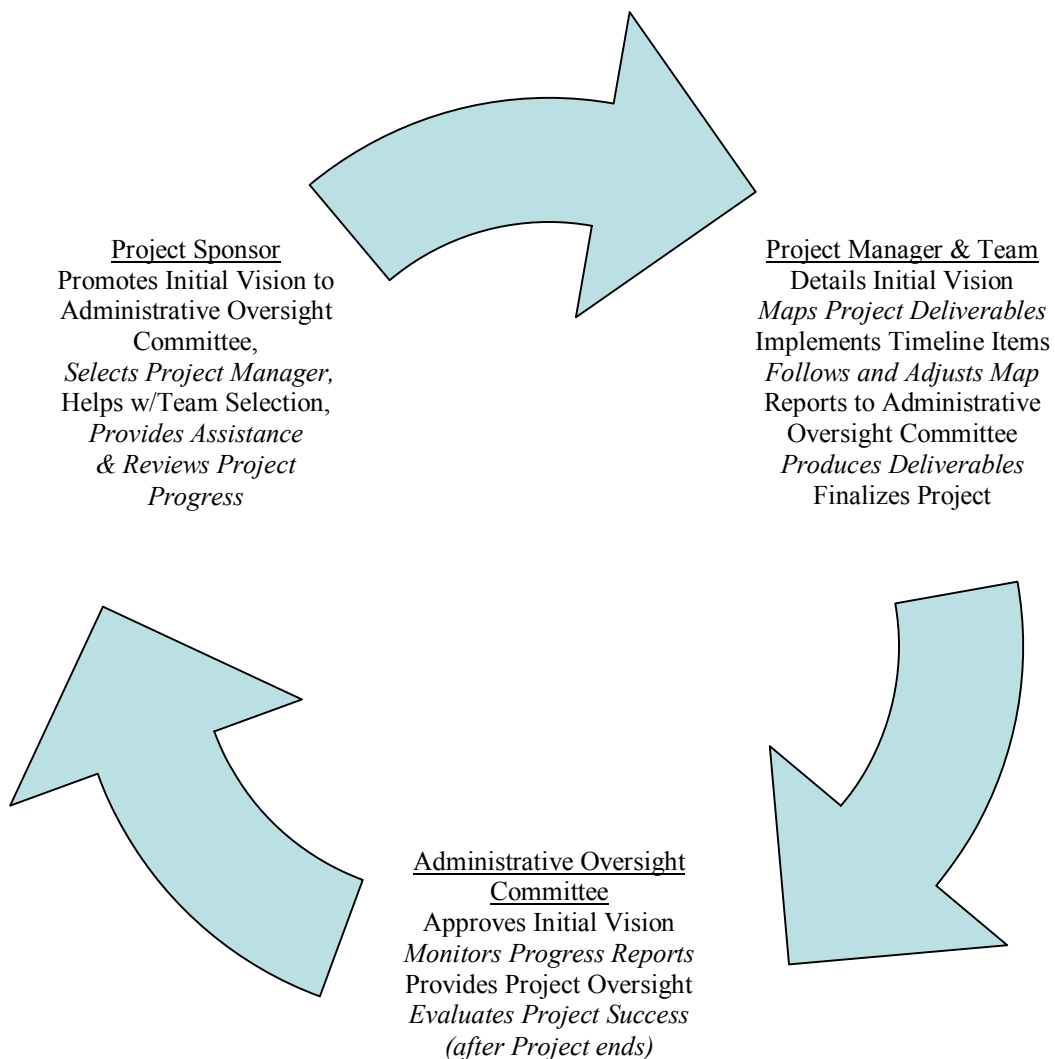 Project Sponsor
Promotes Initial Vision to
Administrative Oversight
Committee,
Selects Project Manager,
Helps w/Team Selection,
Provides Assistance
& Reviews Project
Progress
Project Manager & Team
Details Initial Vision
Maps Project Deliverables
Implements Timeline Items
Follows and Adjusts Map
Reports to Administrative
Oversight Committee
Produces Deliverables
Finalizes Project
Administrative Oversight
Committee
Approves Initial Vision
Monitors Progress Reports
Provides Project Oversight
Evaluates Project Success
(after Project ends)